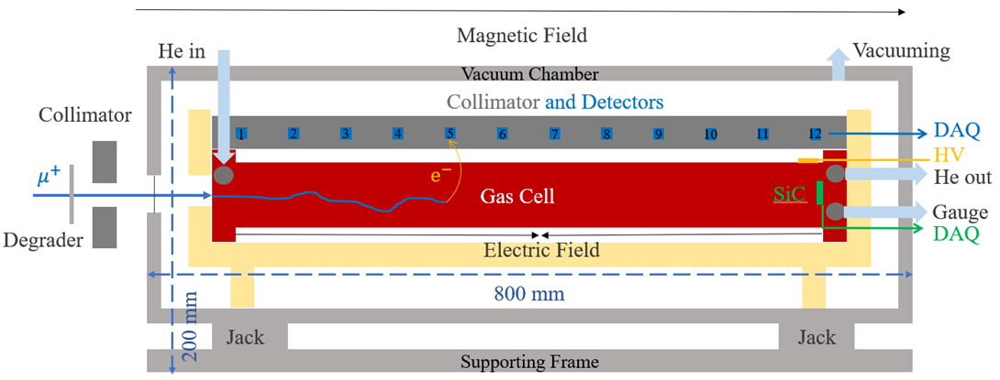 Magnetic Field
He in
Vacuuming
Vacuum Chamber
Collimator and Detectors
Collimator
1 2 3 4 5 6 7 8 9 10 11 12
DAQ
HV
μ+
e−
He out
Gas Cell
SiC
Gauge
DAQ
Degrader
Electric Field
800 mm
200 mm
Jack
Jack
Supporting Frame